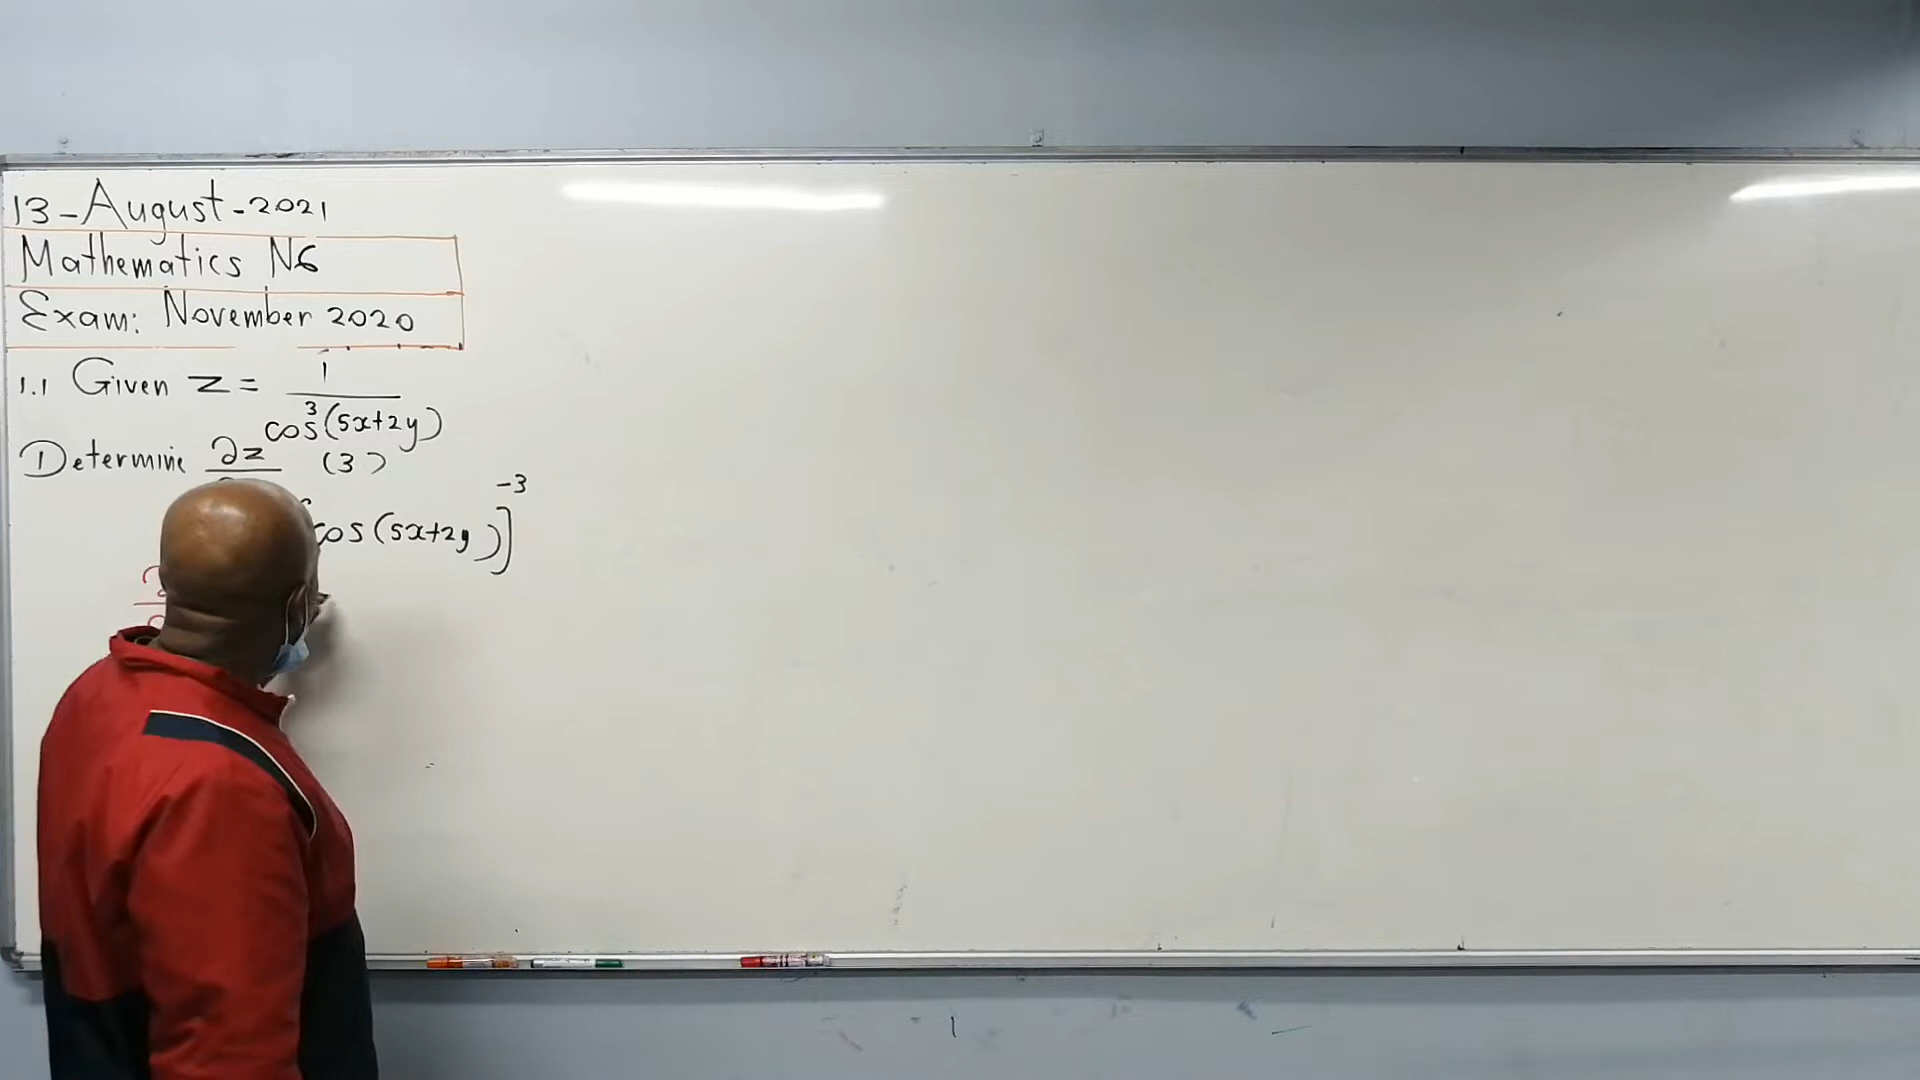 13-August-2021
Mathematics N6
Exam: November 2020
1.1 Given z = 1
cos³(5x+2y)
Determine ∂z (3)
cos(5x+2y)]⁻³